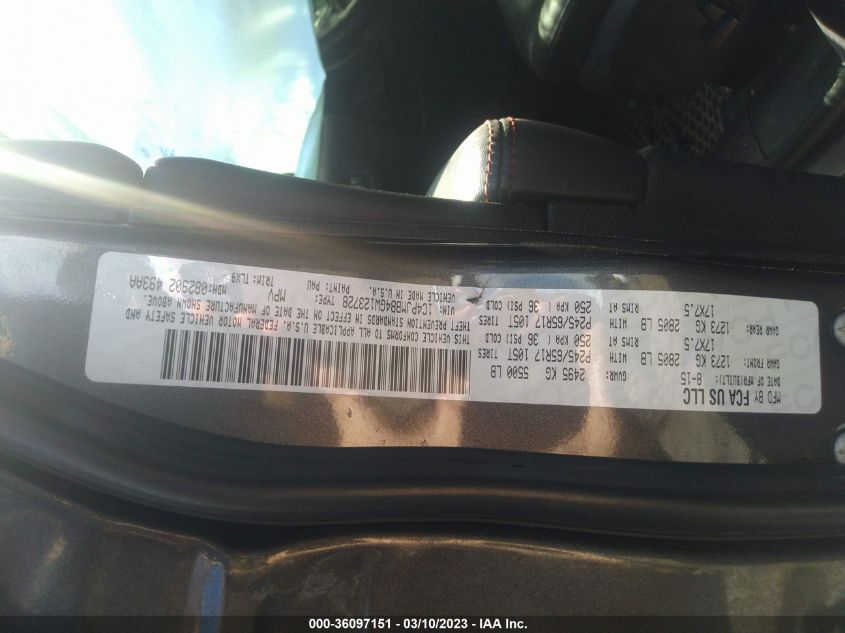 MFD BY FCA US LLC
DATE OF MFR(BUILT): 8-15 GVWR: 2495 KG 5500 LB
GAWR FRONT: 1273 KG 2805 LB WITH P245/65R17 105T TIRES
17X7.5 RIMS AT 250 KPA ( 36 PSI COLD
GAWR REAR: 1273 KG 2805 LB WITH P245/65R17 105T TIRES
17X7.5 RIMS AT 250 KPA ( 36 PSI COLD
THIS VEHICLE CONFORMS TO ALL APPLICABLE U.S.A. FEDERAL MOTOR VEHICLE SAFETY AND
THEFT PREVENTION STANDARDS IN EFFECT ON THE DATE OF MANUFACTURE SHOWN ABOVE.
VIN: 1C4PJMBB4GW123728 TYPE: MPV MDH:082902 493AA
VEHICLE MADE IN U.S.A. PAINT: PAU TRIM: TLX9
000-36097151 — 03/10/2023 — IAA Inc.